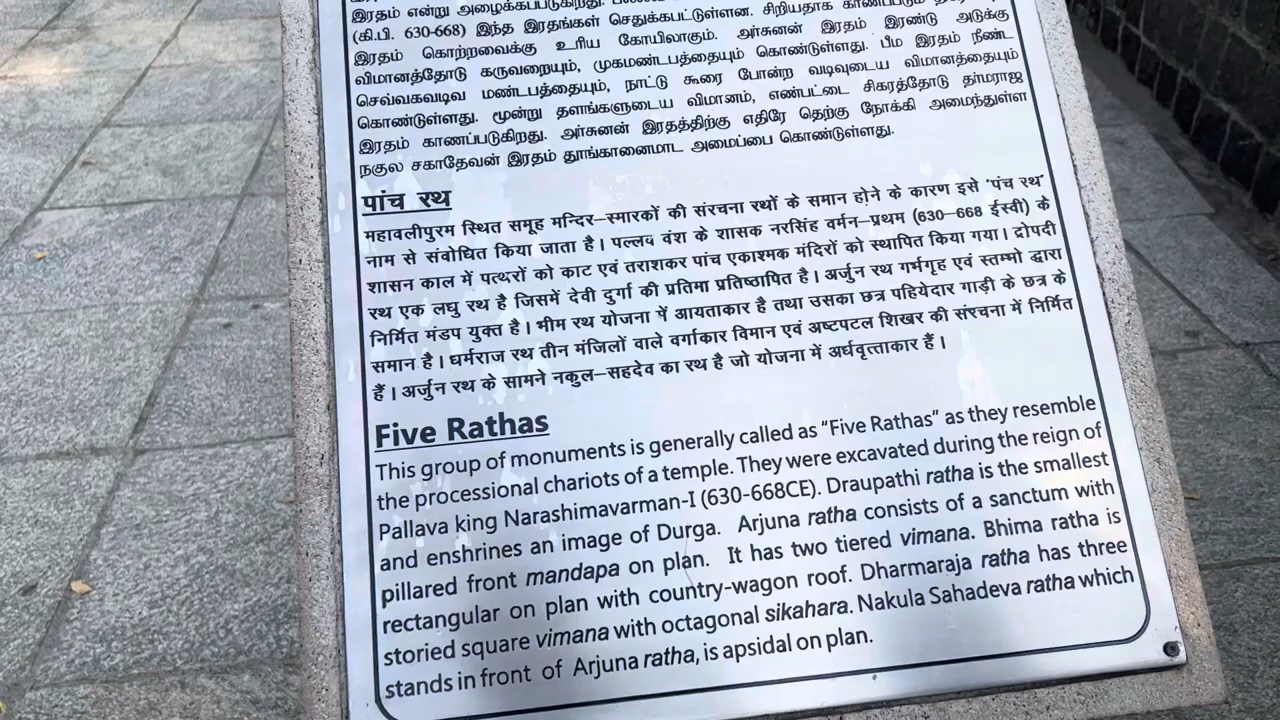 இரதம் என்று அழைக்கப்படுகிறது.
(கி.பி. 630-668) இந்த இரதங்கள் செதுக்கபட்டுள்ளன. சிறியதாக காணப்படும்
இரதம் கொற்றவைக்கு உரிய கோயிலாகும். அர்சுனன் இரதம் இரண்டு அடுக்கு
விமானத்தோடு கருவறையும், முகமண்டபத்தையும் கொண்டுள்ளது. பீம இரதம் நீண்ட
செவ்வகவடிவ மண்டபத்தையும், நாட்டு கூரை போன்ற வடிவுடைய விமானத்தையும்
கொண்டுள்ளது. மூன்று தளங்களுடைய விமானம், எண்பட்டை சிகரத்தோடு தர்மராஜ
இரதம் காணப்படுகிறது. அர்சுனன் இரதத்திற்கு எதிரே தெற்கு நோக்கி அமைந்துள்ள
நகுல சகாதேவன் இரதம் தூங்கானைமாட அமைப்பை கொண்டுள்ளது.
पांच रथ
महावलीपुरम स्थित समूह मन्दिर–स्मारकों की संरचना रथों के समान होने के कारण इसे ‘पंच रथ’
नाम से संबोधित किया जाता है। पल्लव वंश के शासक नरसिंह वर्मन–प्रथम (630–668 ईस्वी) के
शासन काल में पत्थरों को काट एवं तराशकर पांच एकाश्मक मंदिरों को स्थापित किया गया। द्रोपदी
रथ एक लघु रथ है जिसमें देवी दुर्गा की प्रतिमा प्रतिष्ठापित है। अर्जुन रथ गर्भगृह एवं स्तम्भो द्वारा
निर्मित मंडप युक्त है। भीम रथ योजना में आयताकार है तथा उसका छत्र पहियेदार गाड़ी के छत्र के
समान है। धर्मराज रथ तीन मंजिलों वाले वर्गाकार विमान एवं अष्टपटल शिखर की संरचना में निर्मित
हैं। अर्जुन रथ के सामने नकुल–सहदेव का रथ है जो योजना में अर्धवृत्ताकार हैं।
Five Rathas
This group of monuments is generally called as “Five Rathas” as they resemble
the processional chariots of a temple. They were excavated during the reign of
Pallava king Narashimavarman-I (630-668CE). Draupathi ratha is the smallest
and enshrines an image of Durga. Arjuna ratha consists of a sanctum with
pillared front mandapa on plan. It has two tiered vimana. Bhima ratha is
rectangular on plan with country-wagon roof. Dharmaraja ratha has three
storied square vimana with octagonal sikahara. Nakula Sahadeva ratha which
stands in front of Arjuna ratha, is apsidal on plan.